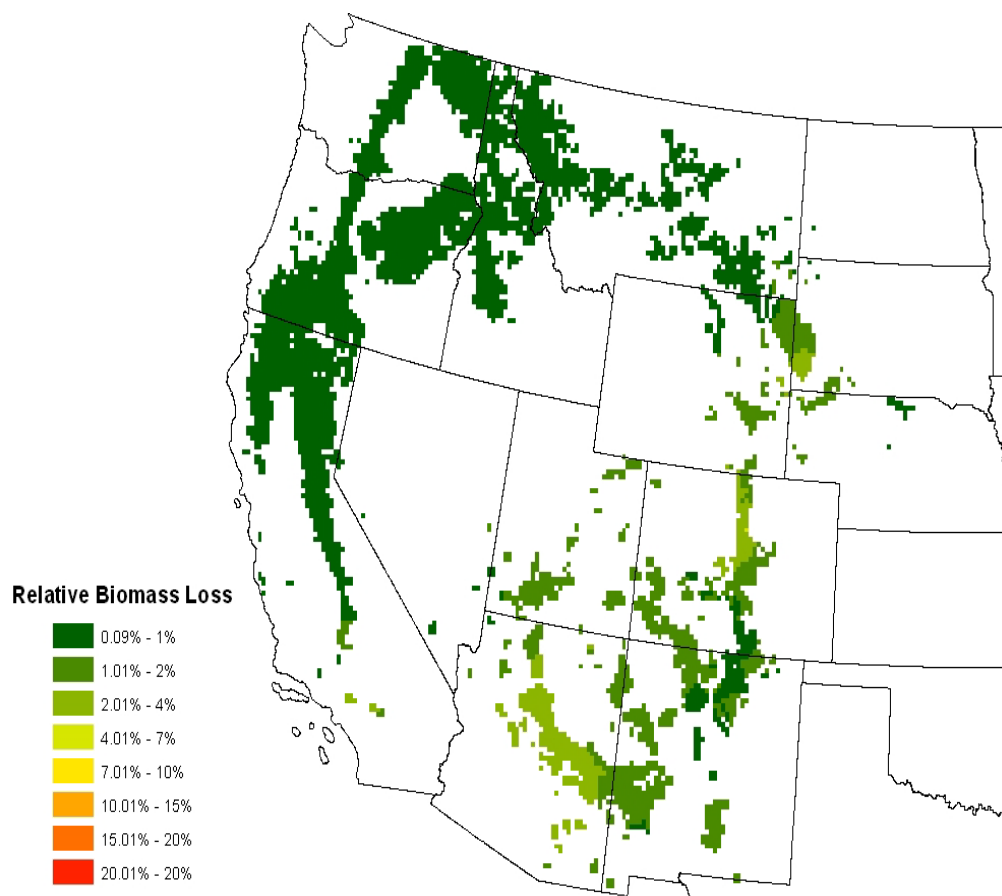 Relative Biomass Loss
0.09% - 1%
1.01% - 2%
2.01% - 4%
4.01% - 7%
7.01% - 10%
10.01% - 15%
15.01% - 20%
20.01% - 20%